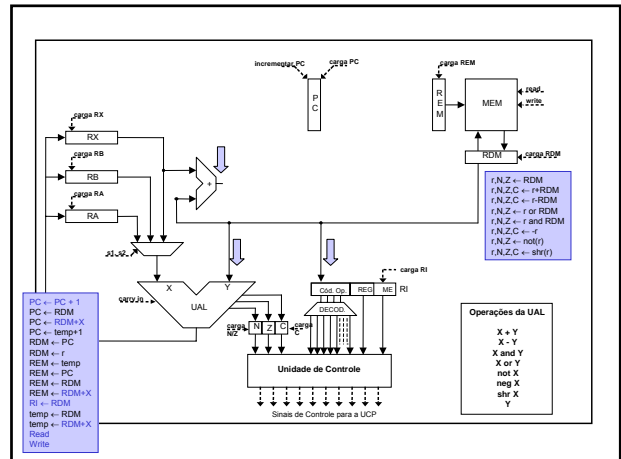 incrementar PC
carga PC
carga REM
P
C
R
E
M
MEM
read
write
carga RX
RX
carga RB
RB
carga RA
RA
s1, s2
+
RDM
carga RDM
r,N,Z ← RDM
r,N,Z,C ← r+RDM
r,N,Z,C ← r-RDM
r,N,Z ← r or RDM
r,N,Z ← r and RDM
r,N,Z,C ← -r
r,N,Z ← not(r)
r,N,Z,C ← shr(r)
carga RI
Cód. Op.
REG
ME
RI
DECOD.
X
Y
UAL
carry in
carga
N/Z
N
Z
C
carga
C
Unidade de Controle
Sinais de Controle para a UCP
PC ← PC + 1
PC ← RDM
PC ← RDM+X
PC ← temp+1
RDM ← PC
RDM ← r
REM ← temp
REM ← PC
REM ← RDM
REM ← RDM+X
RI ← RDM
temp ← RDM
temp ← RDM+X
Read
Write
Operações da UAL
X + Y
X - Y
X and Y
X or Y
not X
neg X
shr X
Y